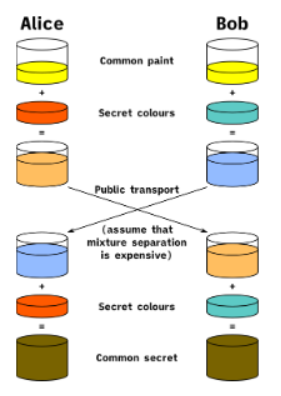 Alice
Bob
Common paint
+
+
Secret colours
=
=
Public transport
(assume that
mixture separation
is expensive)
+
+
Secret colours
=
=
Common secret